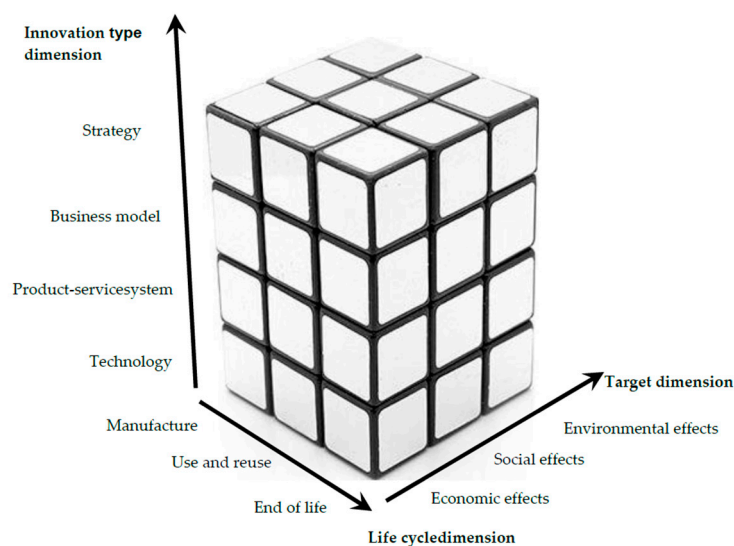 Innovation type
dimension
Strategy
Business model
Product-servicesystem
Technology
Manufacture
Use and reuse
End of life
Life cycledimension
Economic effects
Social effects
Environmental effects
Target dimension